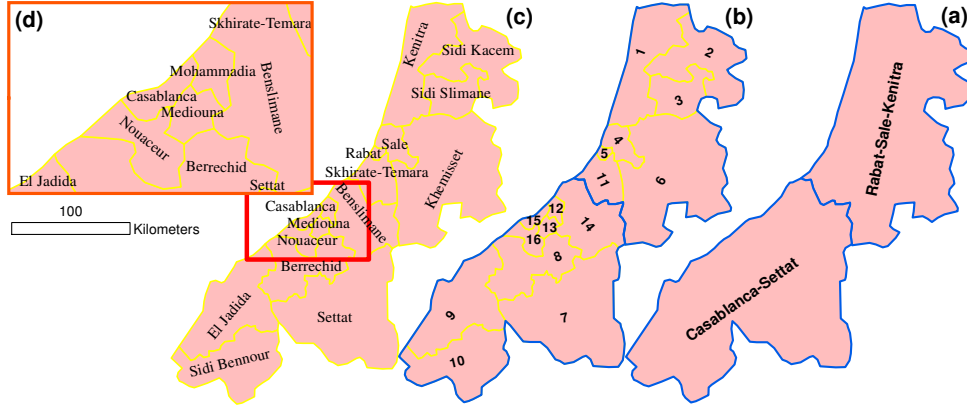 (d)
Skhirate-Temara
Mohammadia
Benslimane
Casablanca
Mediouna
Nouaceur
Berrechid
El Jadida
Settat
100
Kilometers
(c)
Kenitra
Sidi Kacem
Sidi Slimane
Sale
Rabat
Skhirate-Temara
Khemisset
Benslimane
Casablanca
Mediouna
Nouaceur
Berrechid
El Jadida
Settat
Sidi Bennour
(b)
1
2
3
4
5
6
11
12
15
13
14
16
8
9
7
10
(a)
Rabat-Sale-Kenitra
Casablanca-Settat